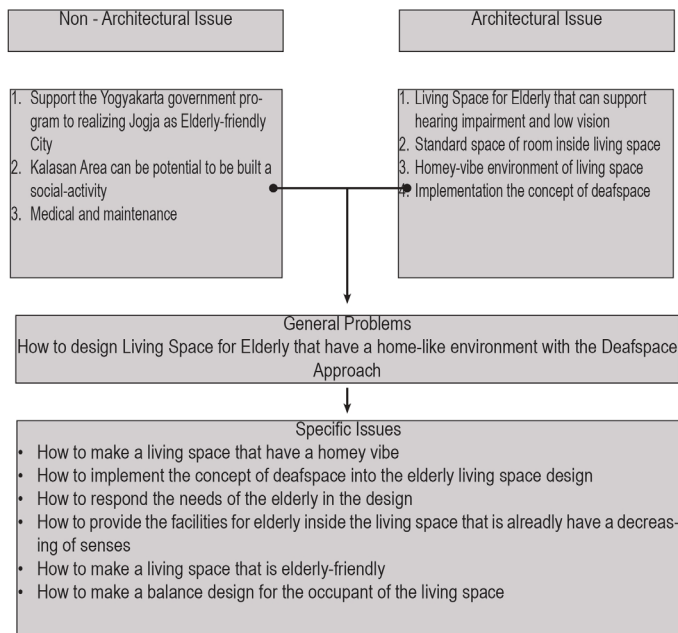 Non - Architectural Issue
Architectural Issue
1. Support the Yogyakarta government pro-
gram to realizing Jogja as Elderly-friendly
City
2. Kalasan Area can be potential to be built a
social-activity
3. Medical and maintenance
1. Living Space for Elderly that can support
hearing impairment and low vision
2. Standard space of room inside living space
3. Homey-vibe environment of living space
4. Implementation the concept of deafspace
General Problems
How to design Living Space for Elderly that have a home-like environment with the Deafspace
Approach
Specific Issues
• How to make a living space that have a homey vibe
• How to implement the concept of deafspace into the elderly living space design
• How to respond the needs of the elderly in the design
• How to provide the facilities for elderly inside the living space that is alreadly have a decreas-
ing of senses
• How to make a living space that is elderly-friendly
• How to make a balance design for the occupant of the living space